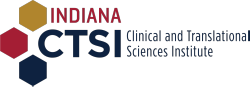 INDIANA
CTSI
Clinical and Translational
Sciences Institute